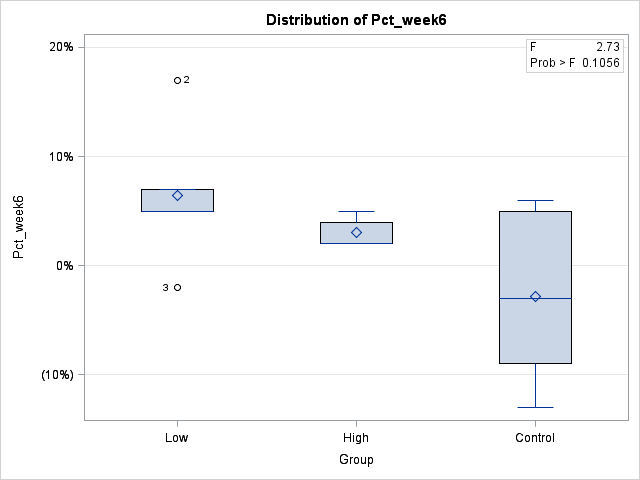 Distribution of Pct_week6
F 2.73
Prob > F 0.1056
20%
10%
0%
(10%)
Pct_week6
2
3
Low
High
Control
Group